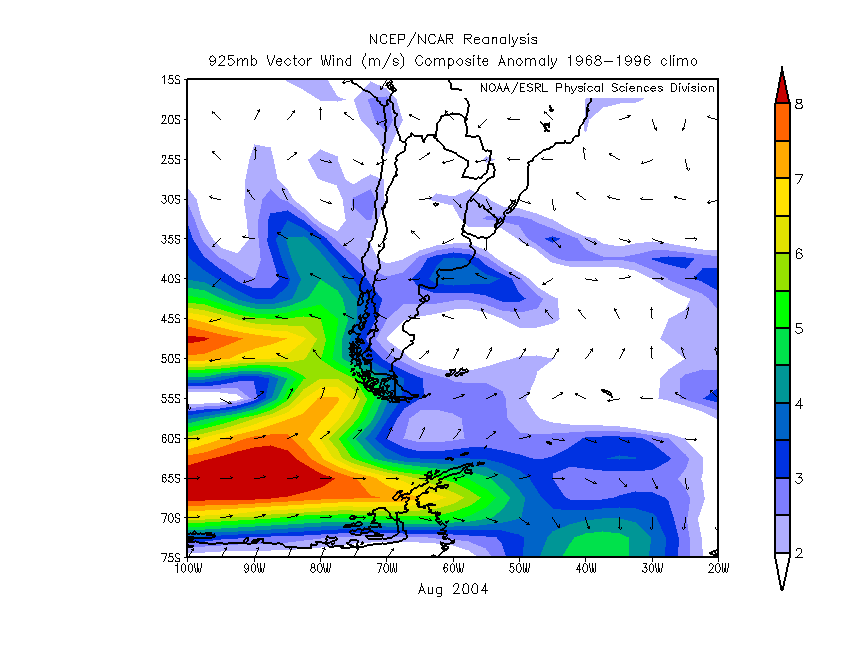 NCEP/NCAR Reanalysis
925mb Vector Wind (m/s) Composite Anomaly 1968-1996 climo
NOAA/ESRL Physical Sciences Division
15S
20S
25S
30S
35S
40S
45S
50S
55S
60S
65S
70S
75S
100W 90W 80W 70W 60W 50W 40W 30W 20W
Aug 2004
8
7
6
5
4
3
2